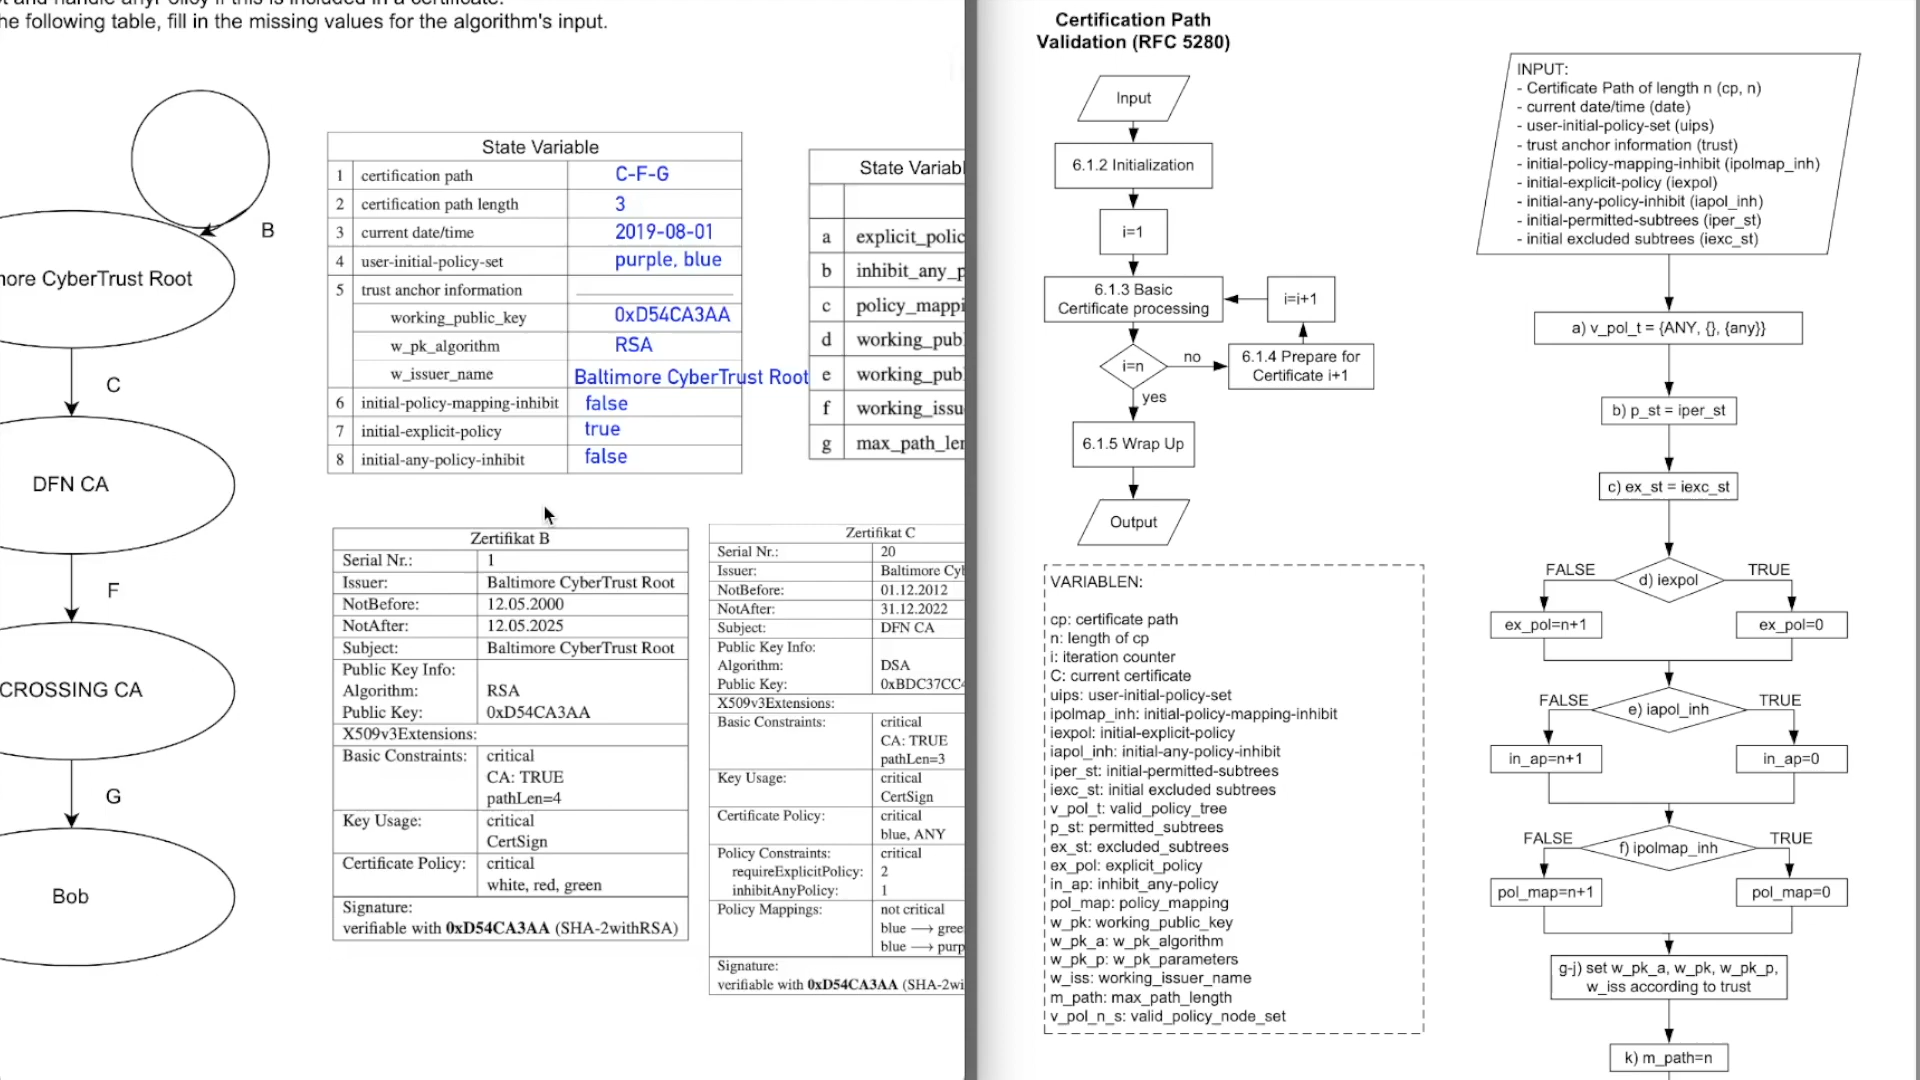 he following table, fill in the missing values for the algorithm's input.
B
CyberTrust Root
C
DFN CA
F
CROSSING CA
G
Bob
State Variable
1 certification path C-F-G
2 certification path length 3
3 current date/time 2019-08-01
4 user-initial-policy-set purple, blue
5 trust anchor information
working_public_key 0xD54CA3AA
w_pk_algorithm RSA
w_issuer_name Baltimore CyberTrust Root
6 initial-policy-mapping-inhibit false
7 initial-explicit-policy true
8 initial-any-policy-inhibit false
State Variabl
a explicit_polic
b inhibit_any_p
c policy_mappi
d working_pub
e working_pub
f working_issu
g max_path_le
Zertifikat B
Serial Nr.: 1
Issuer: Baltimore CyberTrust Root
NotBefore: 12.05.2000
NotAfter: 12.05.2025
Subject: Baltimore CyberTrust Root
Public Key Info:
Algorithm: RSA
Public Key: 0xD54CA3AA
X509v3Extensions:
Basic Constraints: critical
CA: TRUE
pathLen=4
Key Usage: critical
CertSign
Certificate Policy: critical
white, red, green
Signature:
verifiable with 0xD54CA3AA (SHA-2withRSA)
Zertifikat C
Serial Nr.: 20
Issuer: Baltimore Cy
NotBefore: 01.12.2012
NotAfter: 31.12.2022
Subject: DFN CA
Public Key Info:
Algorithm: DSA
Public Key: 0xBDC37CC
X509v3Extensions:
Basic Constraints: critical
CA: TRUE
pathLen=3
Key Usage: critical
CertSign
Certificate Policy: critical
blue, ANY
Policy Constraints: critical
requireExplicitPolicy: 2
inhibitAnyPolicy: 1
Policy Mappings: not critical
blue → gree
blue → purp
Signature:
verifiable with 0xD54CA3AA (SHA-2wi
Certification Path
Validation (RFC 5280)
Input
6.1.2 Initialization
i=1
6.1.3 Basic
Certificate processing
i=i+1
i=n
no
6.1.4 Prepare for
Certificate i+1
yes
6.1.5 Wrap Up
Output
VARIABLEN:
cp: certificate path
n: length of cp
i: iteration counter
C: current certificate
uips: user-initial-policy-set
ipolmap_inh: initial-policy-mapping-inhibit
iexpol: initial-explicit-policy
iapol_inh: initial-any-policy-inhibit
iper_st: initial-permitted-subtrees
iexc_st: initial excluded subtrees
v_pol_t: valid_policy_tree
p_st: permitted_subtrees
ex_st: excluded_subtrees
ex_pol: explicit_policy
in_ap: inhibit_any-policy
pol_map: policy_mapping
w_pk: working_public_key
w_pk_a: w_pk_algorithm
w_pk_p: w_pk_parameters
w_iss: working_issuer_name
m_path: max_path_length
v_pol_n_s: valid_policy_node_set
INPUT:
- Certificate Path of length n (cp, n)
- current date/time (date)
- user-initial-policy-set (uips)
- trust anchor information (trust)
- initial-policy-mapping-inhibit (ipolmap_inh)
- initial-explicit-policy (iexpol)
- initial-any-policy-inhibit (iapol_inh)
- initial-permitted-subtrees (iper_st)
- initial excluded subtrees (iexc_st)
a) v_pol_t = {ANY, {}, {any}}
b) p_st = iper_st
c) ex_st = iexc_st
FALSE d) iexpol TRUE
ex_pol=n+1 ex_pol=0
FALSE e) iapol_inh TRUE
in_ap=n+1 in_ap=0
FALSE f) ipolmap_inh TRUE
pol_map=n+1 pol_map=0
g-j) set w_pk_a, w_pk, w_pk_p,
w_iss according to trust
k) m_path=n